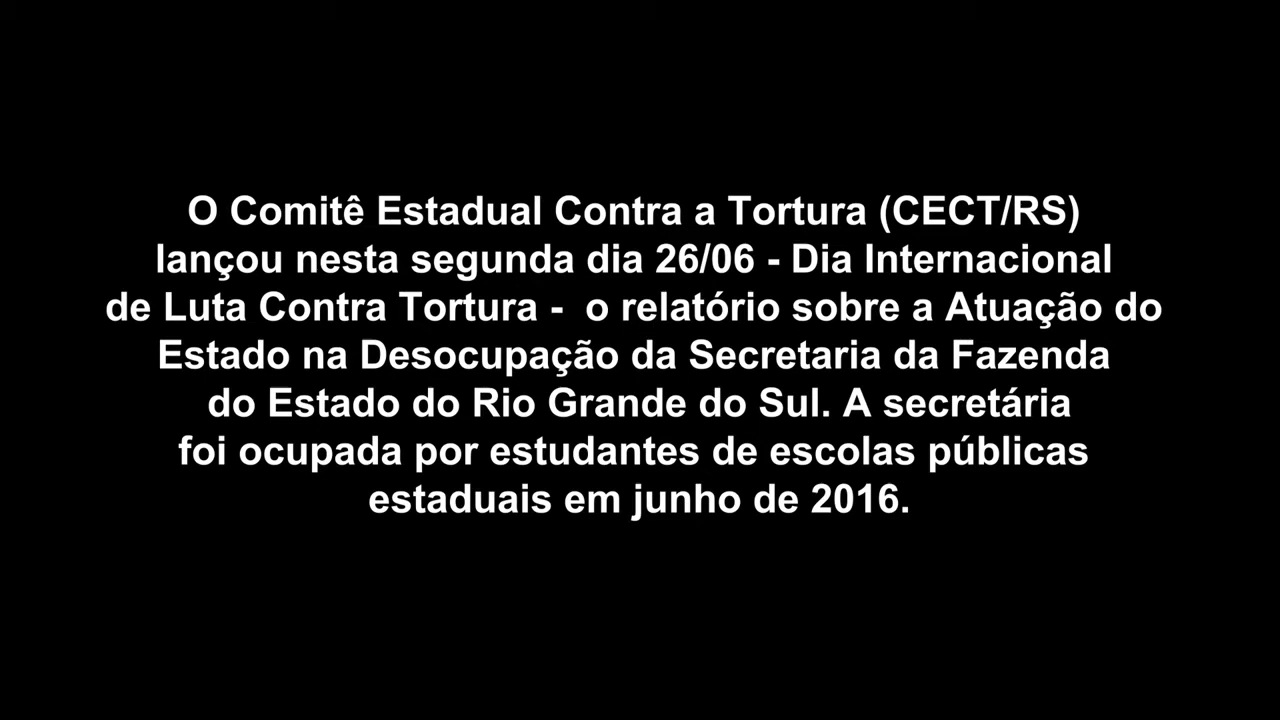 O Comitê Estadual Contra a Tortura (CECT/RS)
lançou nesta segunda dia 26/06 - Dia Internacional
de Luta Contra Tortura -  o relatório sobre a Atuação do
Estado na Desocupação da Secretaria da Fazenda
do Estado do Rio Grande do Sul. A secretária
foi ocupada por estudantes de escolas públicas
estaduais em junho de 2016.